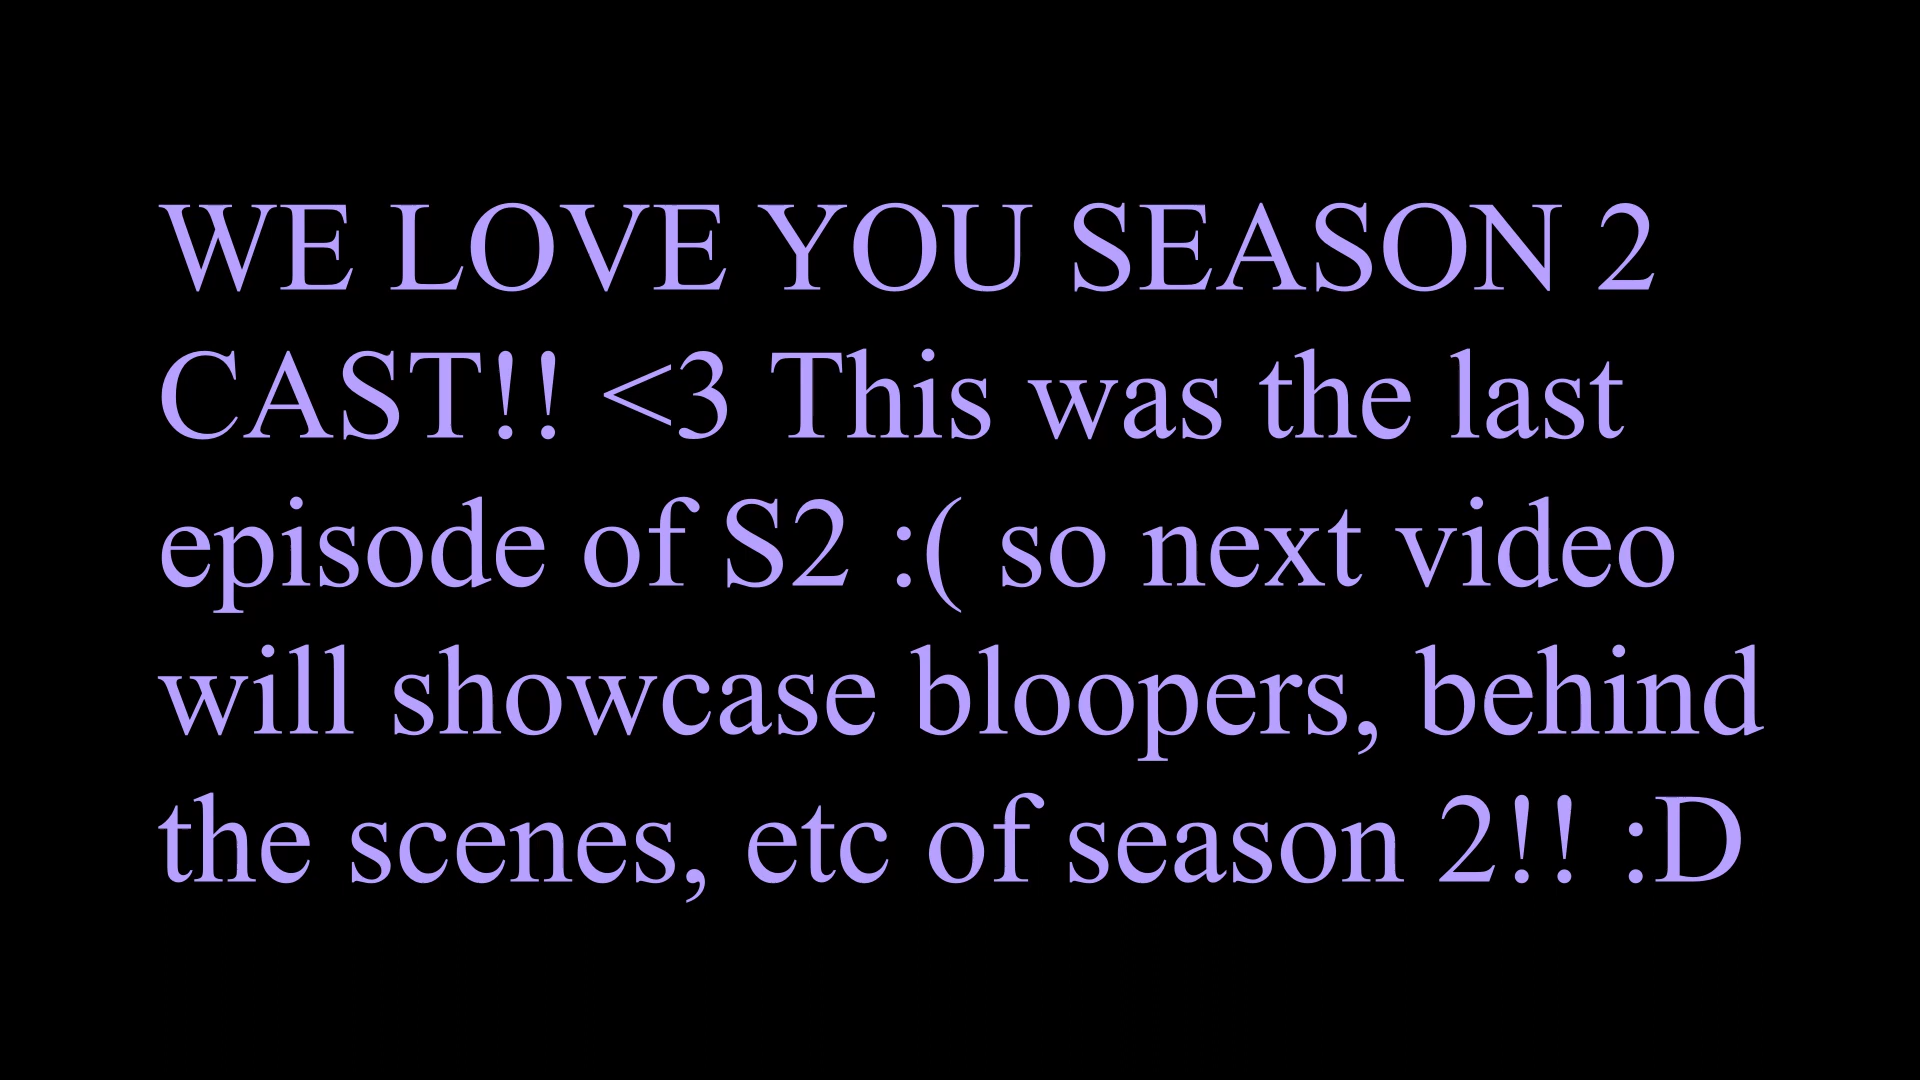 WE LOVE YOU SEASON 2
CAST!! <3 This was the last
episode of S2 :( so next video
will showcase bloopers, behind
the scenes, etc of season 2!! :D